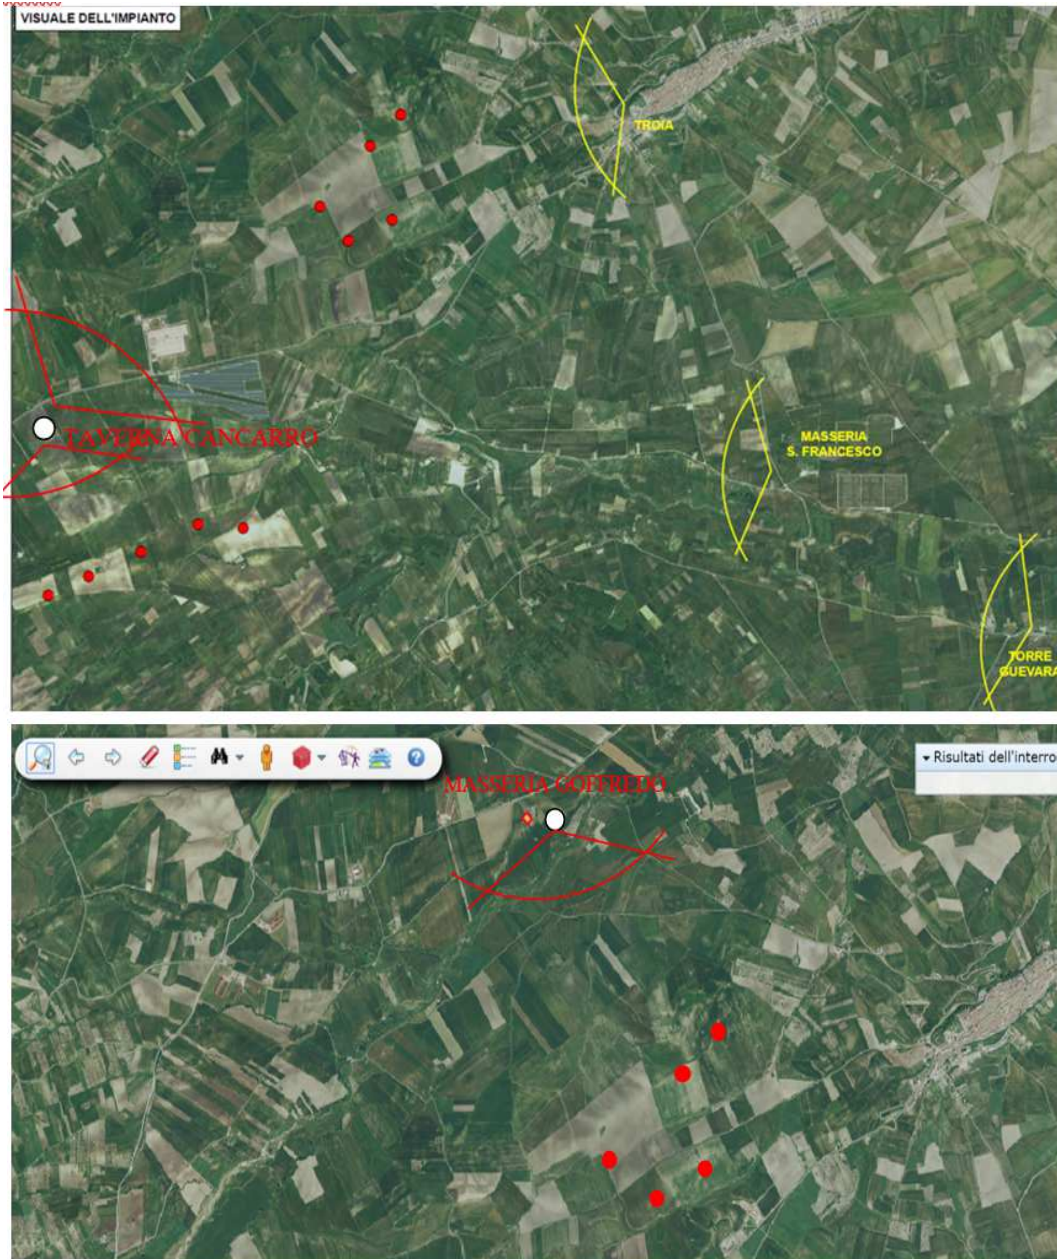 VISUALE DELL'IMPIANTO
TROIA
TAVERNA CANCARRO
MASSERIA
S. FRANCESCO
TORRE
GUEVARA
Risultati dell'interro
MASSERIA GOFFREDO